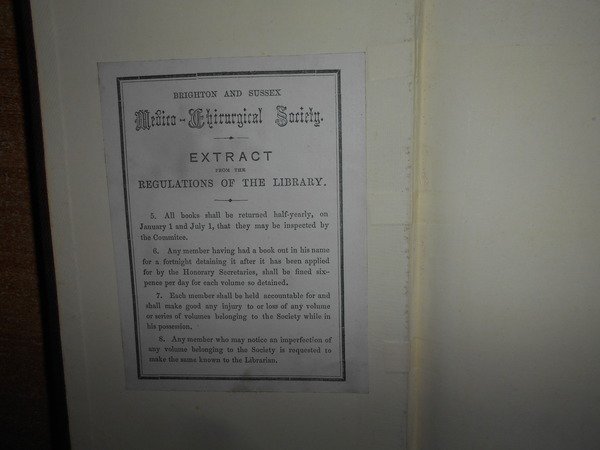 BRIGHTON AND SUSSEX
Medico-Chirurgical Society.
EXTRACT
FROM THE
REGULATIONS OF THE LIBRARY.
5. All books shall be returned half-yearly, on
January 1 and July 1, that they may be inspected by
the Commitee.
6. Any member having had a book out in his name
for a fortnight detaining it after it has been applied
for by the Honorary Secretaries, shall be fined six-
pence per day for each volume so detained.
7. Each member shall be held accountable for and
shall make good any injury to or loss of any volume
or series of volumes belonging to the Society while in
his possession.
8. Any member who may notice an imperfection of
any volume belonging to the Society is requested to
make the same known to the Librarian.